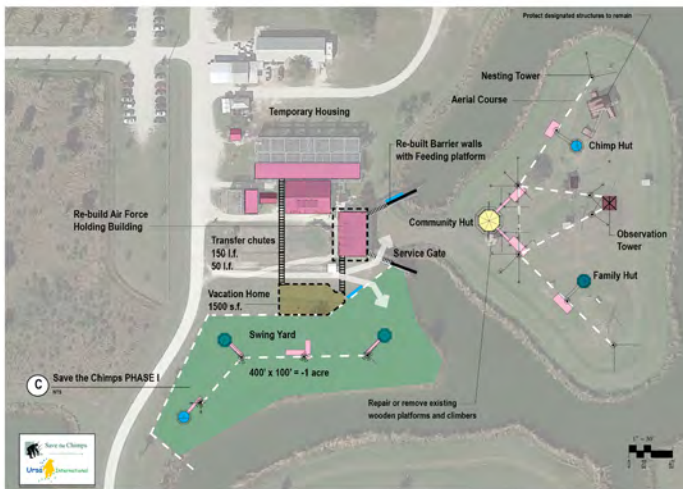 Protect designated structures to remain
Nesting Tower
Aerial Course
Temporary Housing
Re-built Barrier walls
with Feeding platform
Chimp Hut
Re-build Air Force
Holding Building
Community Hut
Transfer chutes
150 l.f.
50 l.f.
Observation
Tower
Service Gate
Family Hut
Vacation Home
1500 s.f.
Swing Yard
C
Save the Chimps PHASE I
400' x 100' = -1 acre
Repair or remove existing
wooden platforms and climbers
Save the Chimps
Urss International